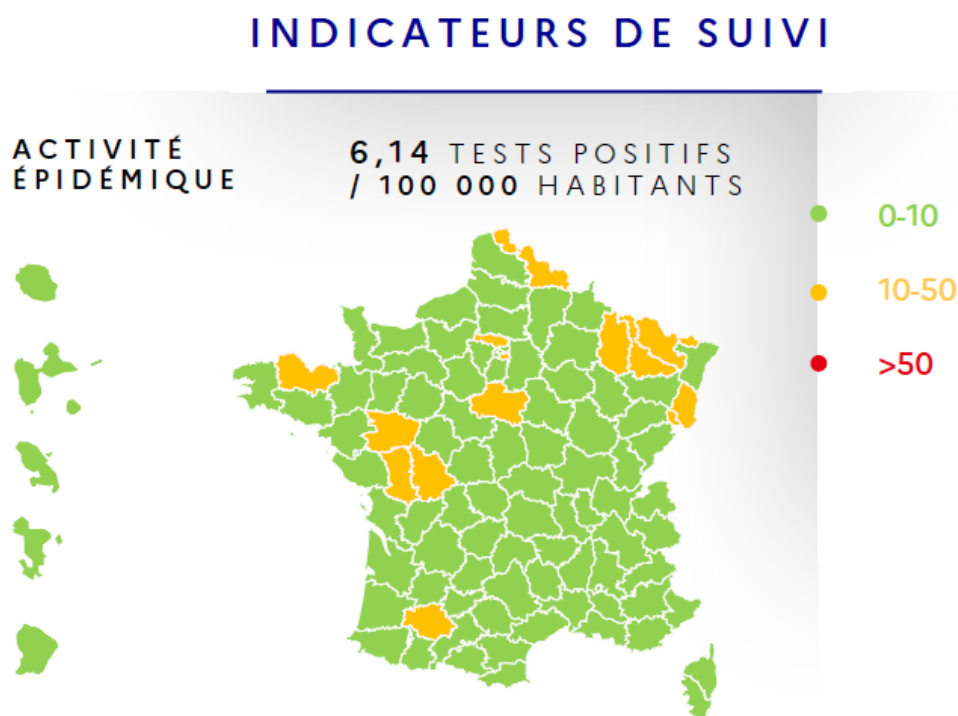 INDICATEURS DE SUIVI
ACTIVITÉ
ÉPIDÉMIQUE
6,14 TESTS POSITIFS
/ 100 000 HABITANTS
0-10
10-50
>50